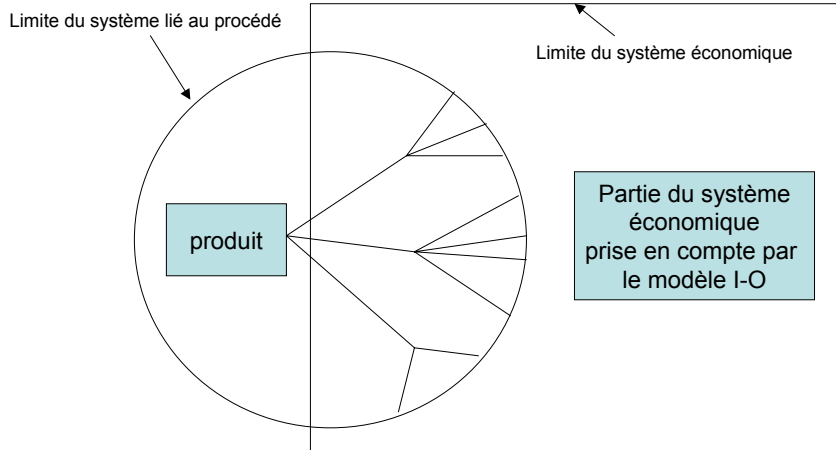 Limite du système lié au procédé
Limite du système économique
produit
Partie du système
économique
prise en compte par
le modèle I-O